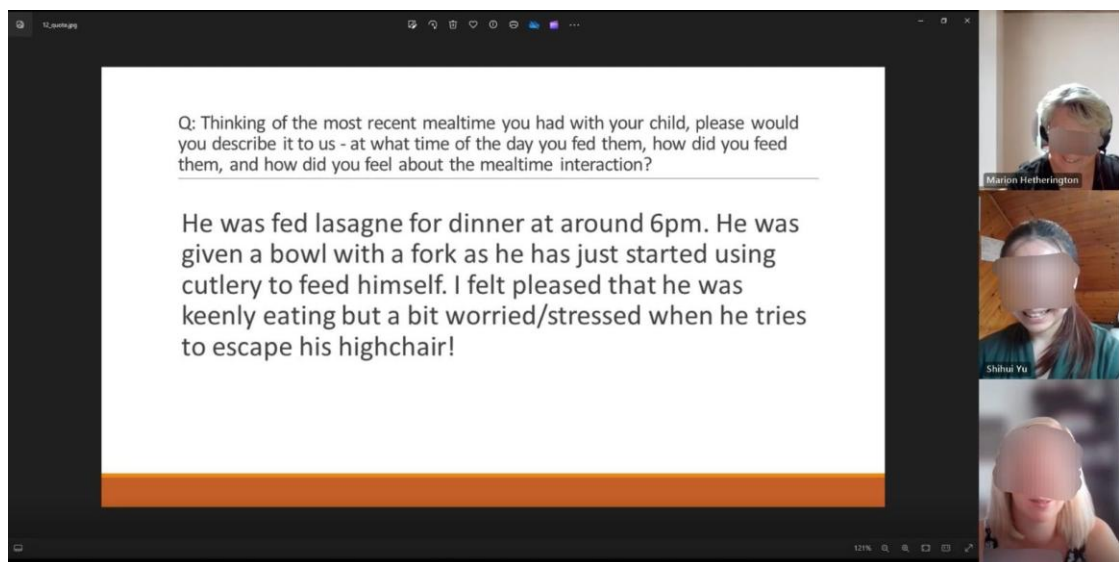 12_quote.jpg
Q: Thinking of the most recent mealtime you had with your child, please would
you describe it to us - at what time of the day you fed them, how did you feed
them, and how did you feel about the mealtime interaction?
He was fed lasagne for dinner at around 6pm. He was
given a bowl with a fork as he has just started using
cutlery to feed himself. I felt pleased that he was
keenly eating but a bit worried/stressed when he tries
to escape his highchair!
Marion Hetherington
Shihui Yu
121%